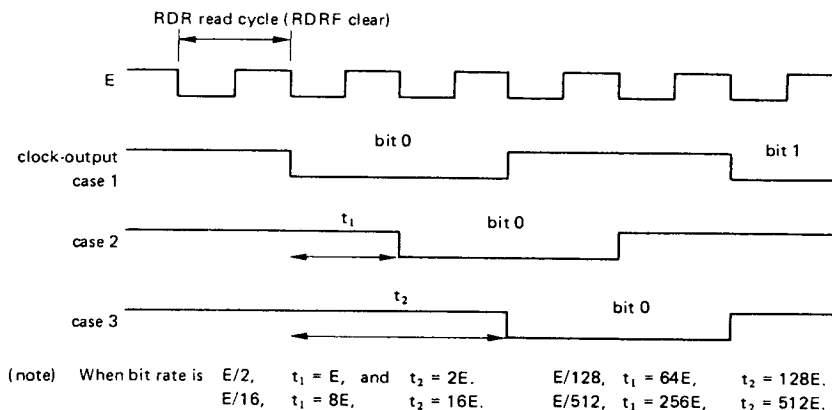 RDR read cycle (RDRF clear)
E
bit 0
bit 1
clock-output
case 1
t₁
bit 0
case 2
t₂
bit 0
case 3
(note) When bit rate is E/2, t₁ = E, and t₂ = 2E. E/128, t₁ = 64E, t₂ = 128E.
E/16, t₁ = 8E, t₂ = 16E. E/512, t₁ = 256E, t₂ = 512E.